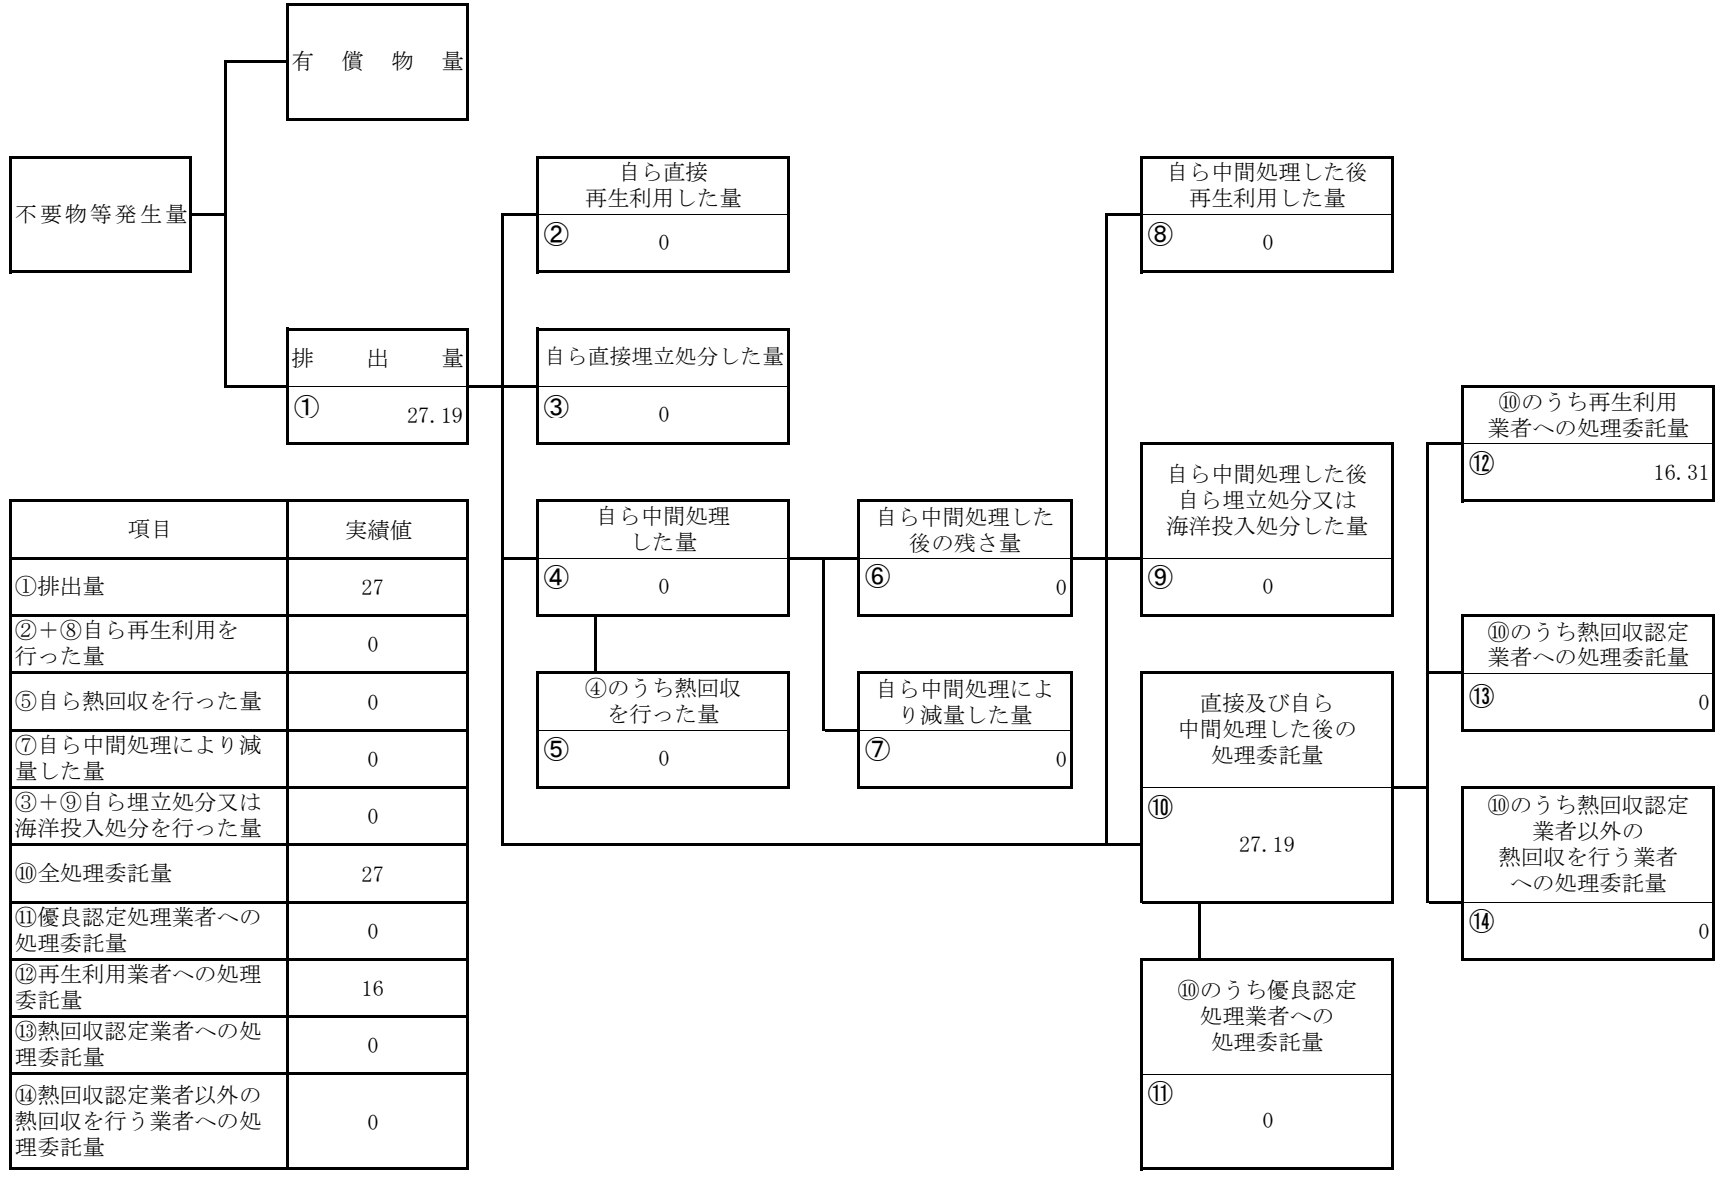 有償物量
不要物等発生量
排出量
①
27.19
自ら直接
再生利用した量
②
0
自ら直接埋立処分した量
③
0
自ら中間処理
した量
④
0
④のうち熱回収
を行った量
⑤
0
自ら中間処理した
後の残さ量
⑥
0
自ら中間処理によ
り減量した量
⑦
0
自ら中間処理した後
再生利用した量
⑧
0
自ら中間処理した後
自ら埋立処分又は
海洋投入処分した量
⑨
0
直接及び自ら
中間処理した後の
処理委託量
⑩
27.19
⑩のうち優良認定
処理業者への
処理委託量
⑪
0
⑩のうち再生利用
業者への処理委託量
⑫
16.31
⑩のうち熱回収認定
業者への処理委託量
⑬
0
⑩のうち熱回収認定
業者以外の
熱回収を行う業者
への処理委託量
⑭
0
項目 実績値
①排出量 27
②＋⑧自ら再生利用を
行った量
0
⑤自ら熱回収を行った量 0
⑦自ら中間処理により減
量した量
0
③＋⑨自ら埋立処分又は
海洋投入処分を行った量
0
⑩全処理委託量 27
⑪優良認定処理業者への
処理委託量
0
⑫再生利用業者への処理
委託量
16
⑬熱回収認定業者への処
理委託量
0
⑭熱回収認定業者以外の
熱回収を行う業者への処
理委託量
0